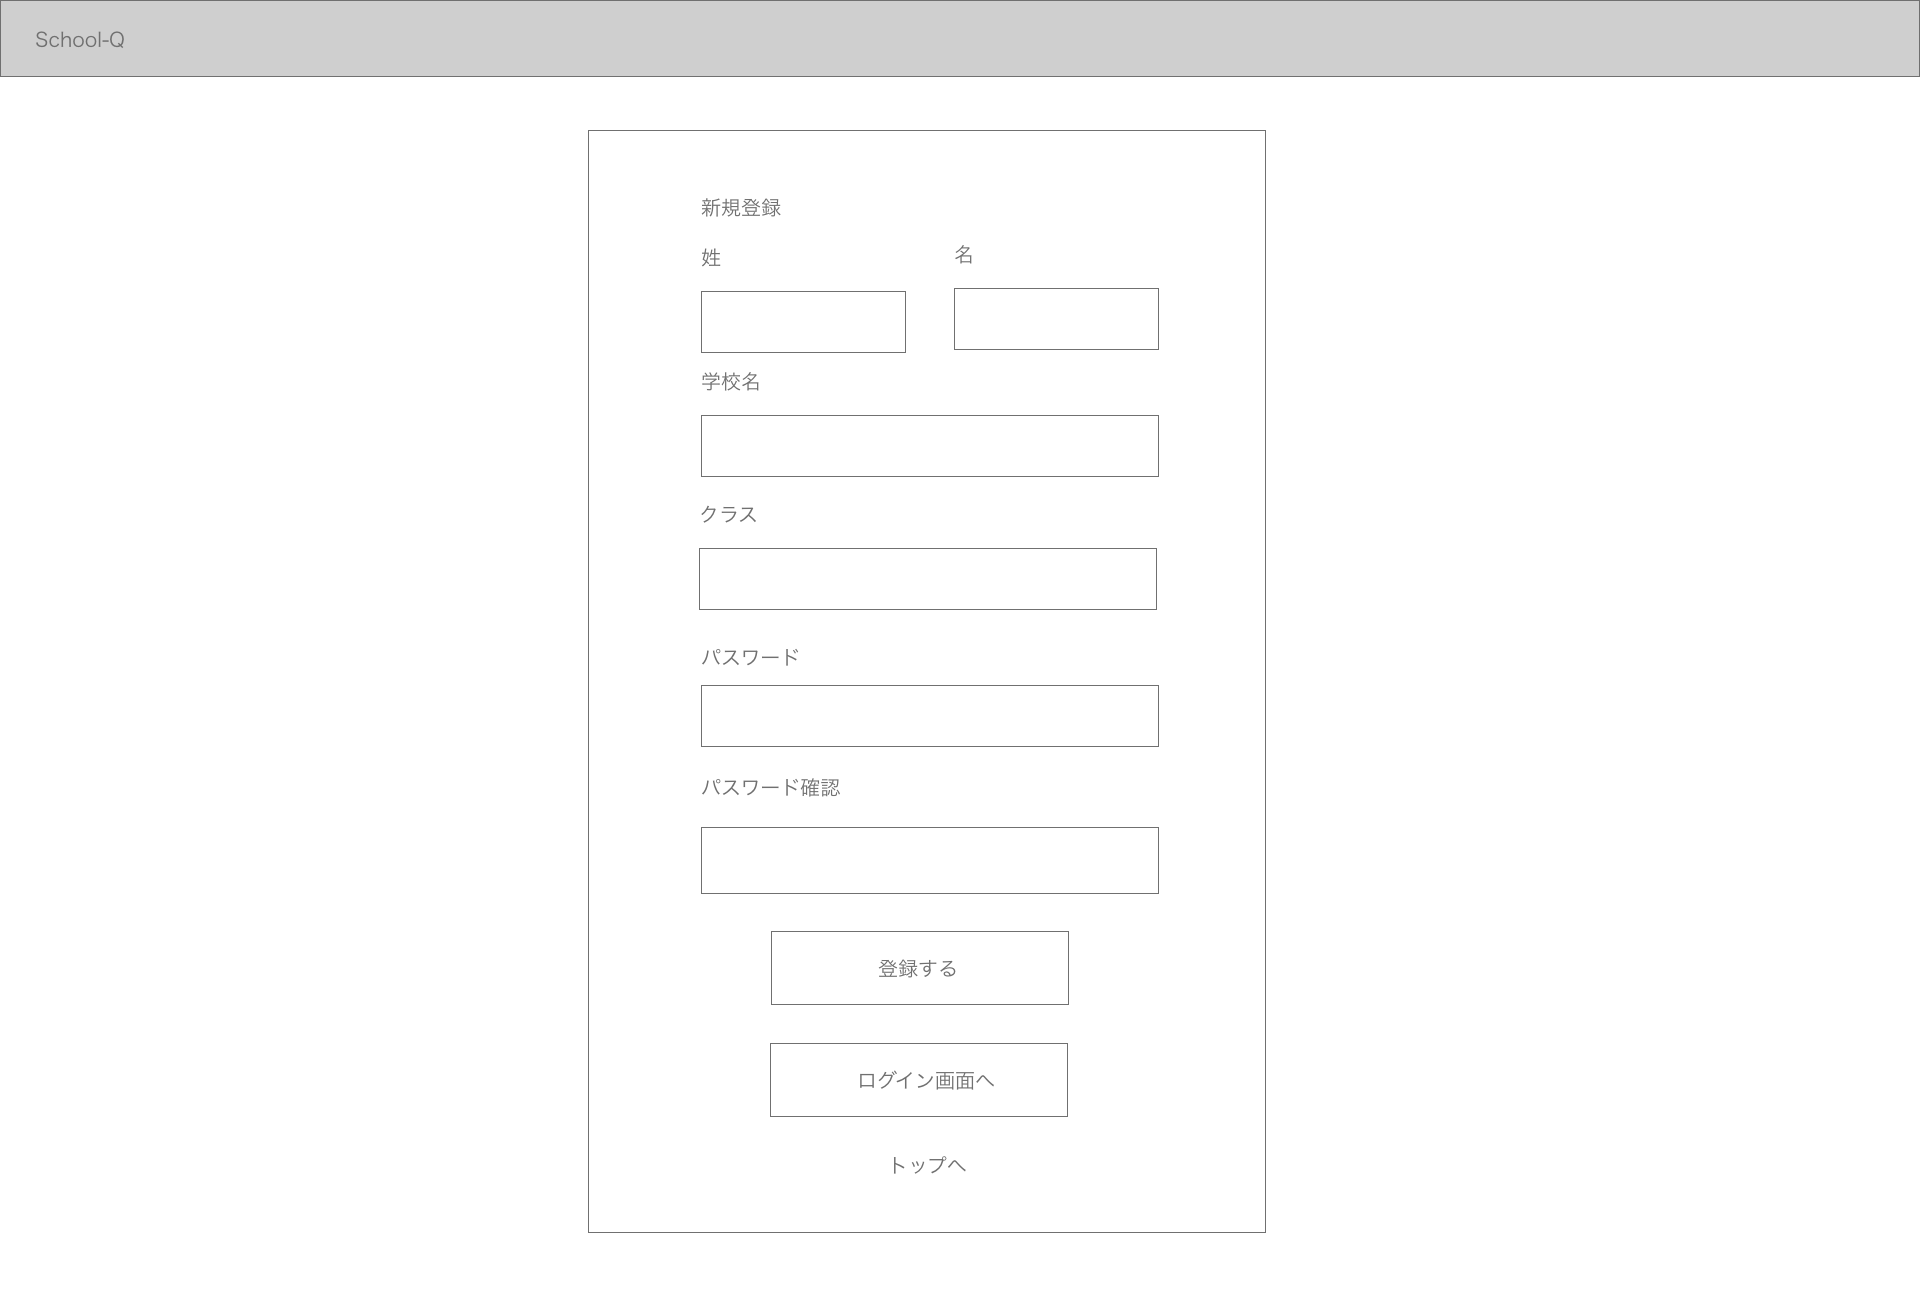 School-Q
新規登録
姓
名
学校名
クラス
パスワード
パスワード確認
登録する
ログイン画面へ
トップへ